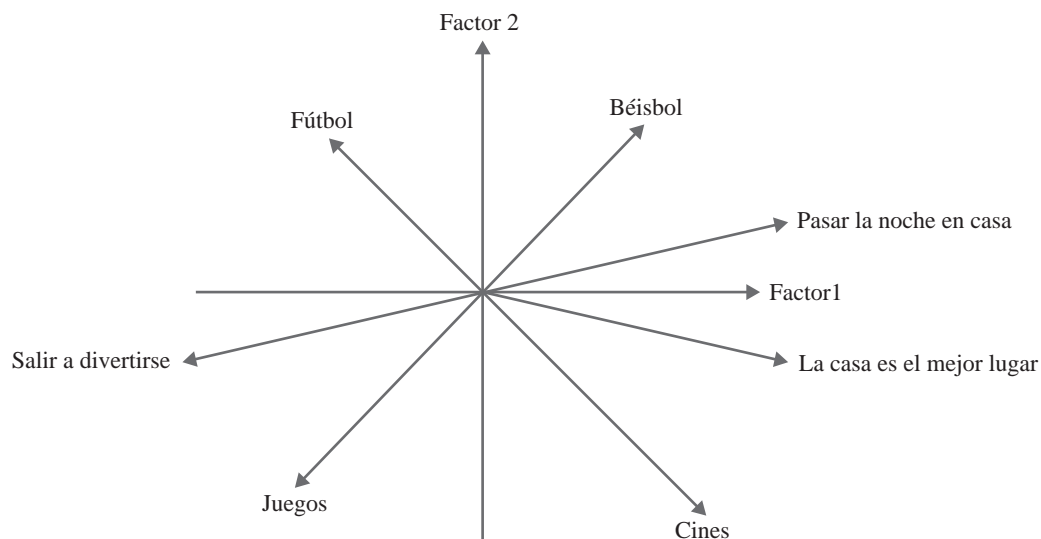 Factor 2
Béisbol
Fútbol
Pasar la noche en casa
Factor1
Salir a divertirse
La casa es el mejor lugar
Juegos
Cines